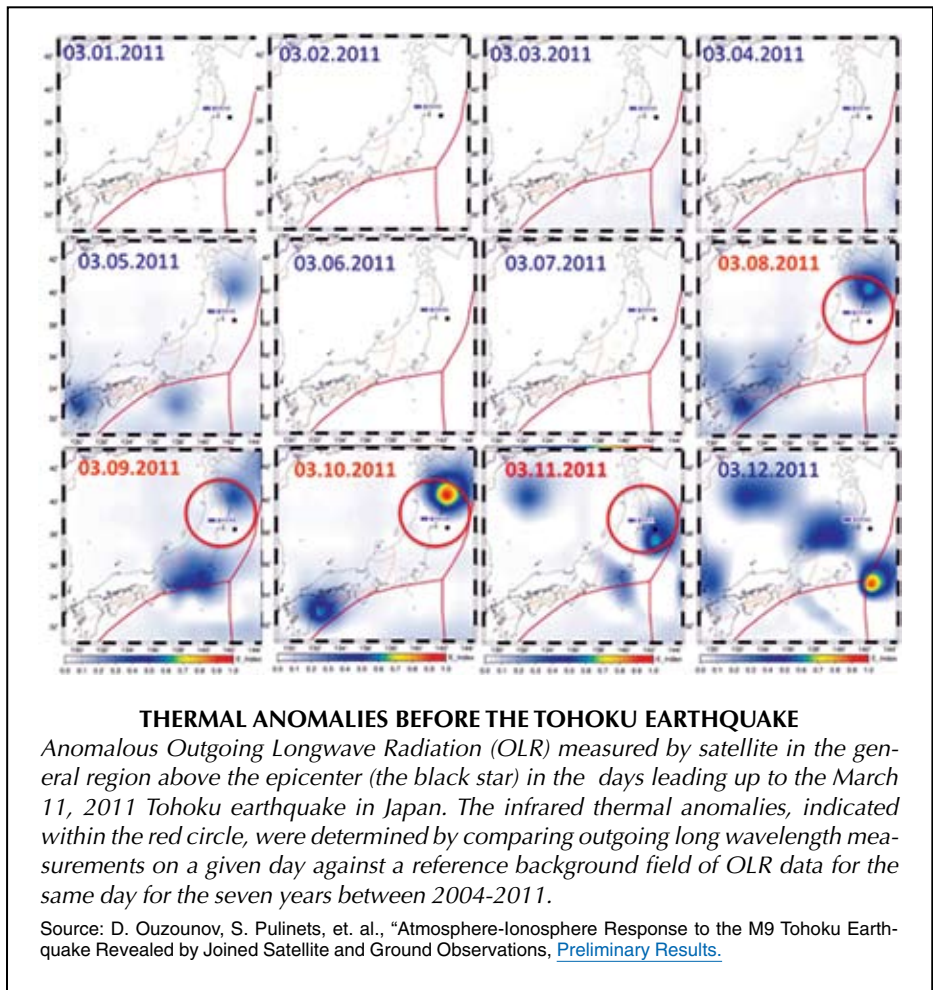 03.01.2011 03.02.2011 03.03.2011 03.04.2011
03.05.2011 03.06.2011 03.07.2011 03.08.2011
03.09.2011 03.10.2011 03.11.2011 03.12.2011
THERMAL ANOMALIES BEFORE THE TOHOKU EARTHQUAKE
Anomalous Outgoing Longwave Radiation (OLR) measured by satellite in the gen-
eral region above the epicenter (the black star) in the days leading up to the March
11, 2011 Tohoku earthquake in Japan. The infrared thermal anomalies, indicated
within the red circle, were determined by comparing outgoing long wavelength mea-
surements on a given day against a reference background field of OLR data for the
same day for the seven years between 2004-2011.
Source: D. Ouzounov, S. Pulinets, et. al., “Atmosphere-Ionosphere Response to the M9 Tohoku Earth-
quake Revealed by Joined Satellite and Ground Observations, Preliminary Results.